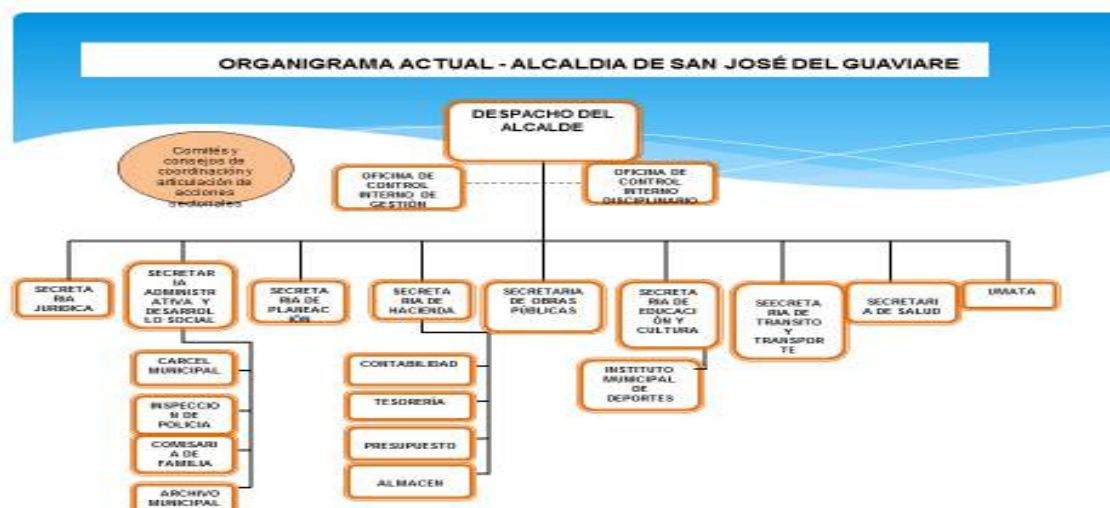 ORGANIGRAMA ACTUAL - ALCALDIA DE SAN JOSÉ DEL GUAVIARE
DESPACHO DEL
ALCALDE
Comités y
consejos de
coordinación y
articulación de
acciones
sectoriales
OFICINA DE
CONTROL
INTERNO DE
GESTIÓN
OFICINA DE
CONTROL
INTERNO
DISCIPLINARIO
SECRETA
RIA
JURIDICA
SECRETAR
IA
ADMINISTR
ATIVA Y
DESARROL
LO SOCIAL
SECRETA
RIA DE
PLANEAC
IÓN
SECRETA
RIA DE
HACIENDA
SECRETARIA
DE OBRAS
PÚBLICAS
SECRETA
RIA DE
EDUCACI
ÓN Y
CULTURA
SEECRETA
RIA DE
TRANSITO
Y
TRANSPOR
TE
SECRETARI
A DE SALUD
UMATA
CARCEL
MUNICIPAL
INSPECCIO
N DE
POLICIA
COMISARI
A DE
FAMILIA
ARCHIVO
MUNICIPAL
CONTABILIDAD
TESORERÍA
PRESUPUESTO
ALMACEN
INSTITUTO
MUNICIPAL
DE
DEPORTES